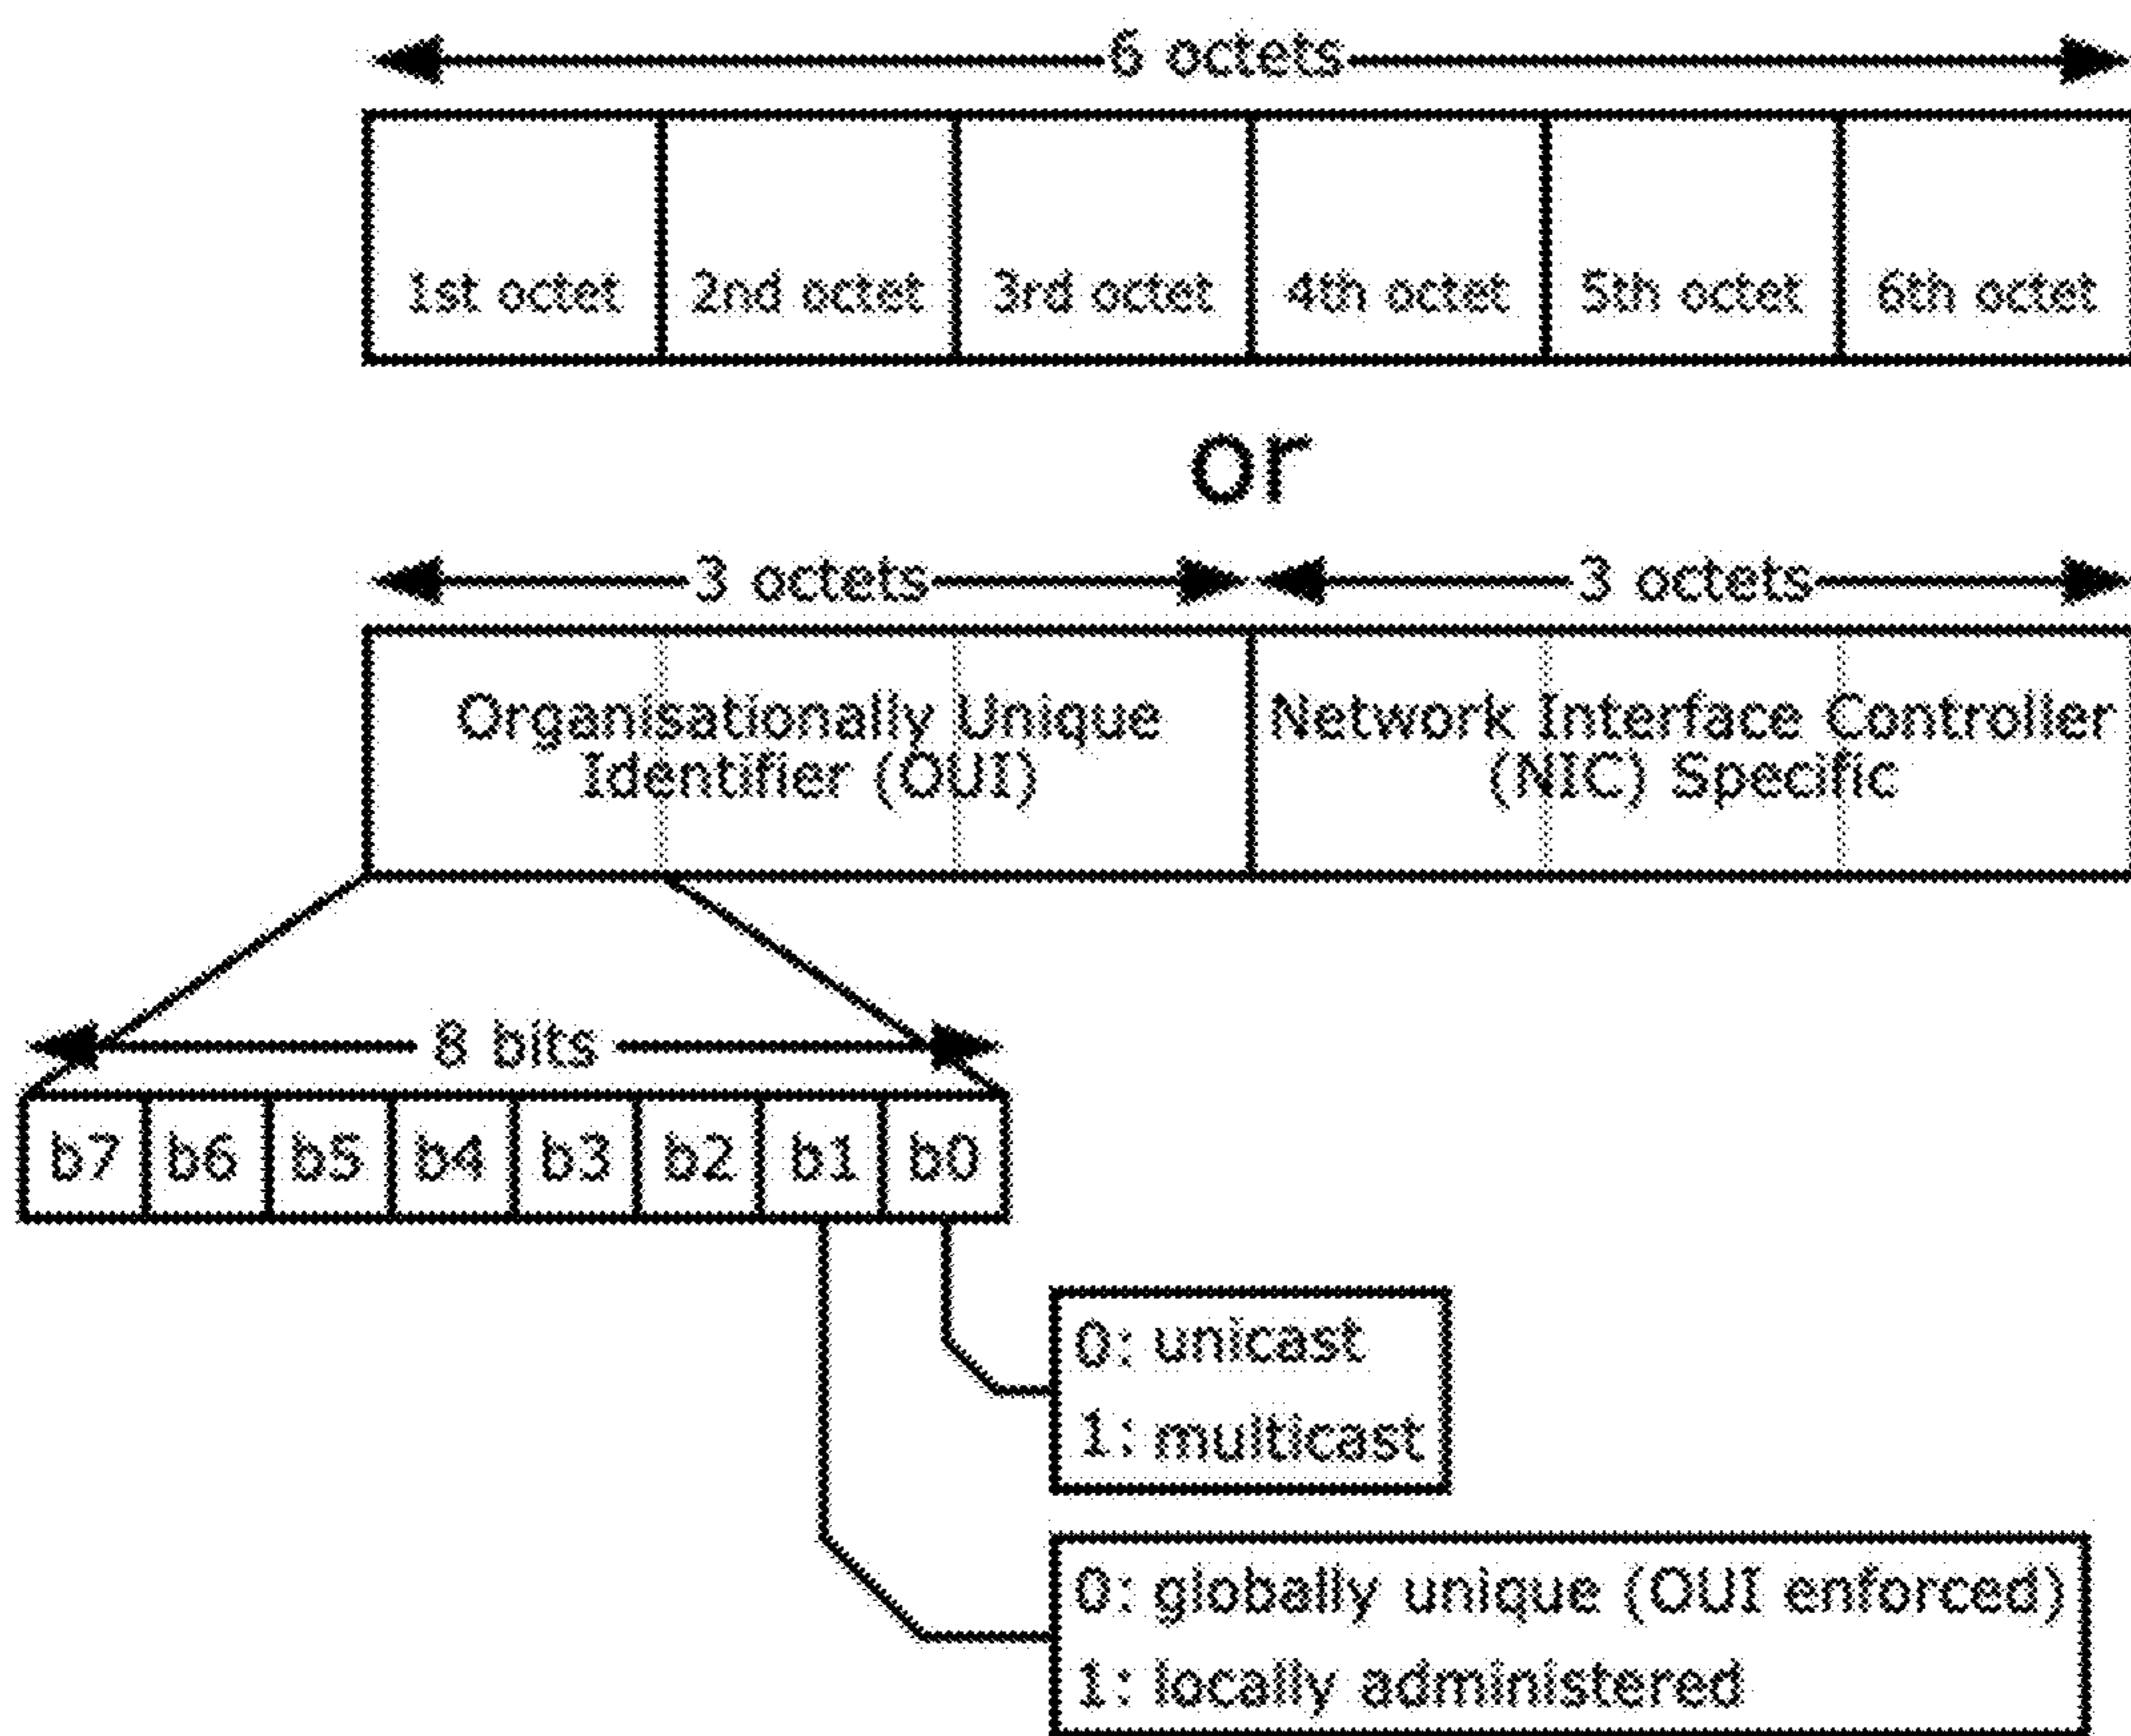 6 octets
1st octet 2nd octet 3rd octet 4th octet 5th octet 6th octet
or
3 octets 3 octets
Organisationally Unique
Identifier (OUI)
Network Interface Controller
(NIC) Specific
8 bits
b7 b6 b5 b4 b3 b2 b1 b0
0: unicast
1: multicast
0: globally unique (OUI enforced)
1: locally administered